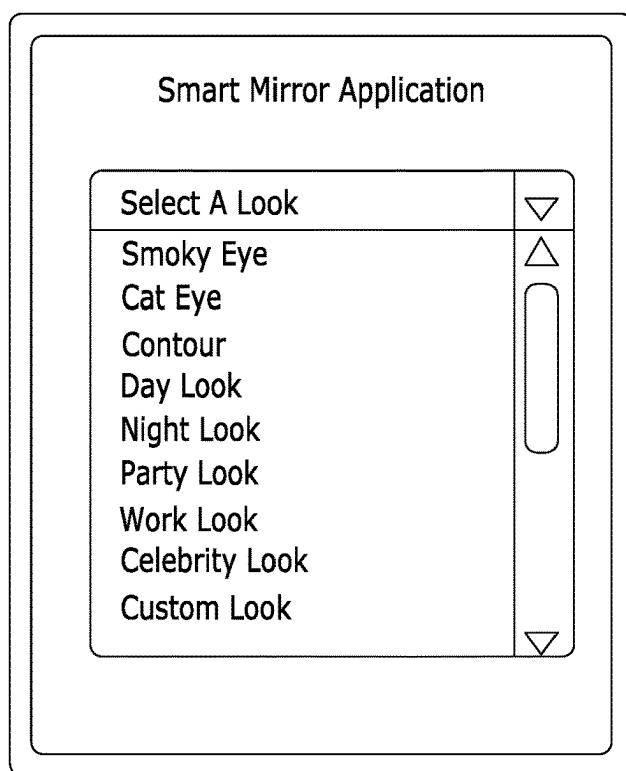 Smart Mirror Application
Select A Look
Smoky Eye
Cat Eye
Contour
Day Look
Night Look
Party Look
Work Look
Celebrity Look
Custom Look